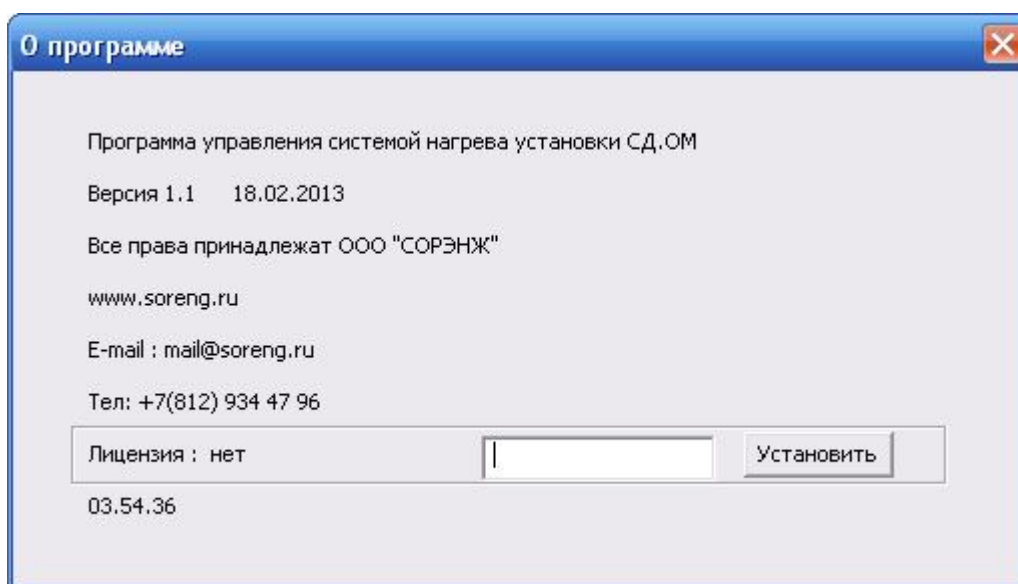 О программе
Программа управления системой нагрева установки СД.ОМ
Версия 1.1 18.02.2013
Все права принадлежат ООО "СОРЭНЖ"
www.soreng.ru
E-mail : mail@soreng.ru
Тел: +7(812) 934 47 96
Лицензия : нет Установить
03.54.36